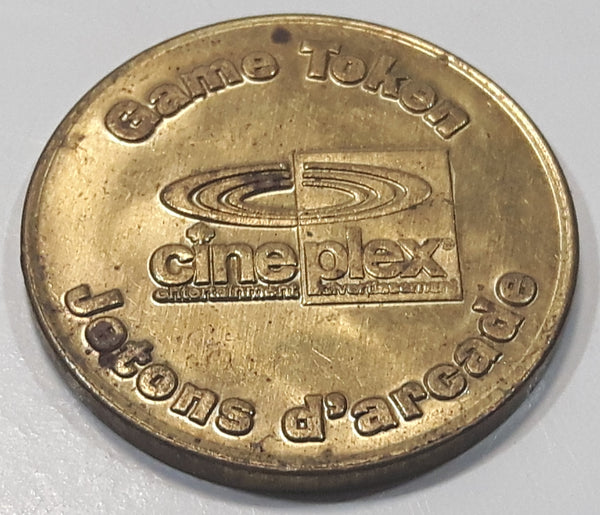 Game Token
cineplex®
entertainment divertissement
Jetons d'arcade